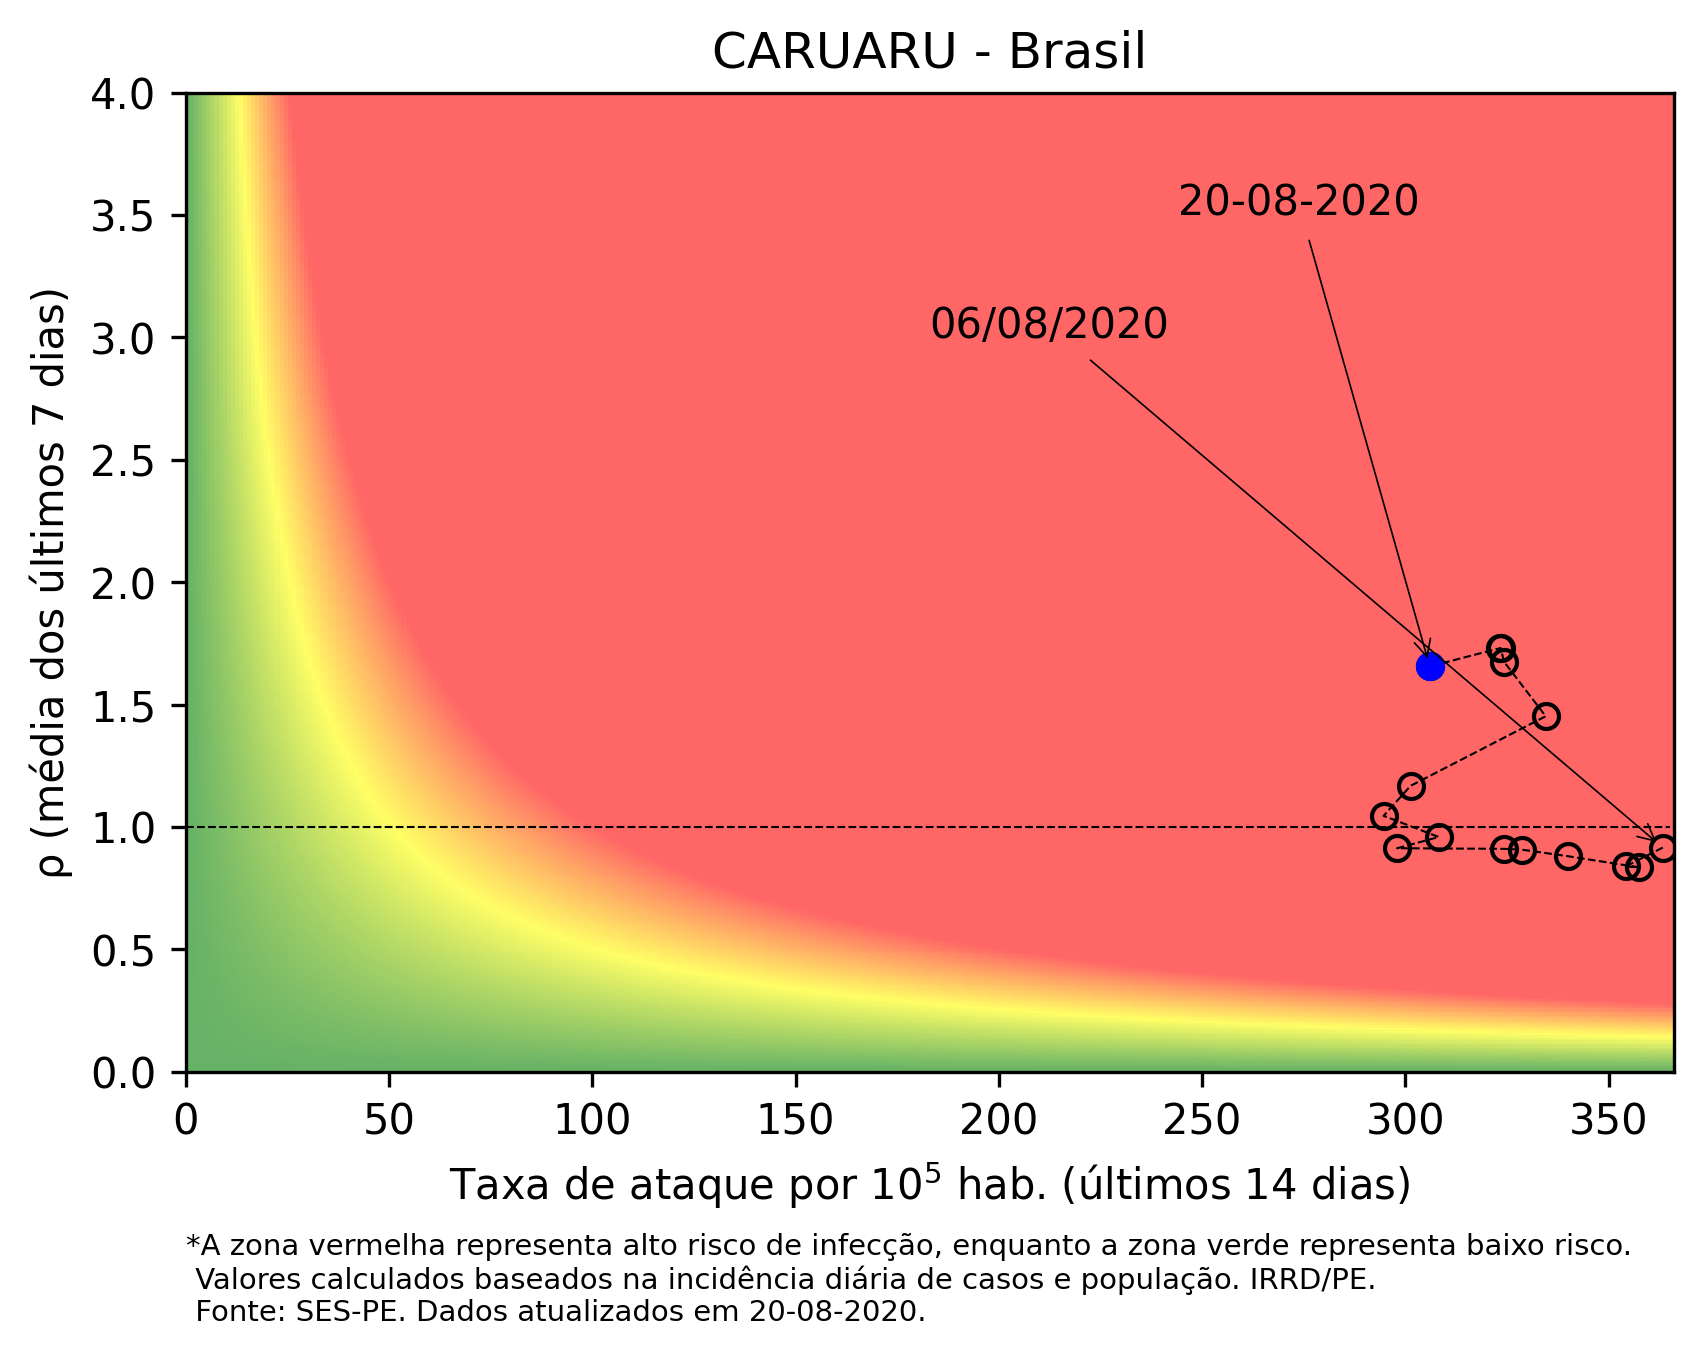 CARUARU - Brasil
4.0
3.5
3.0
2.5
2.0
1.5
1.0
0.5
0.0
ρ (média dos últimos 7 dias)
20-08-2020
06/08/2020
0 50 100 150 200 250 300 350
Taxa de ataque por 10⁵ hab. (últimos 14 dias)
*A zona vermelha representa alto risco de infecção, enquanto a zona verde representa baixo risco.
Valores calculados baseados na incidência diária de casos e população. IRRD/PE.
Fonte: SES-PE. Dados atualizados em 20-08-2020.